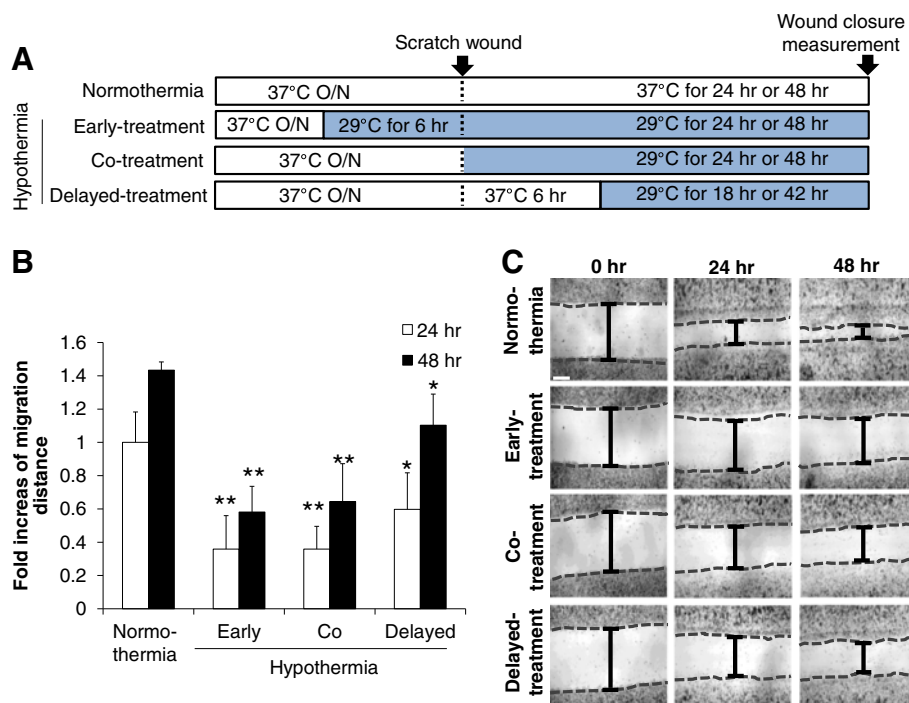 A
Scratch wound
Wound closure
measurement
Normothermia
37°C O/N
37°C for 24 hr or 48 hr
Hypothermia
Early-treatment
37°C O/N
29°C for 6 hr
29°C for 24 hr or 48 hr
Co-treatment
37°C O/N
29°C for 24 hr or 48 hr
Delayed-treatment
37°C O/N
37°C 6 hr
29°C for 18 hr or 42 hr
B
Fold increas of migration
distance
1.6
1.4
1.2
1
0.8
0.6
0.4
0.2
0
24 hr
48 hr
**
**
**
**
*
*
Normo-
thermia
Early
Co
Delayed
Hypothermia
C
0 hr
24 hr
48 hr
Normo-
thermia
Early-
treatment
Co-
treatment
Delayed-
treatment